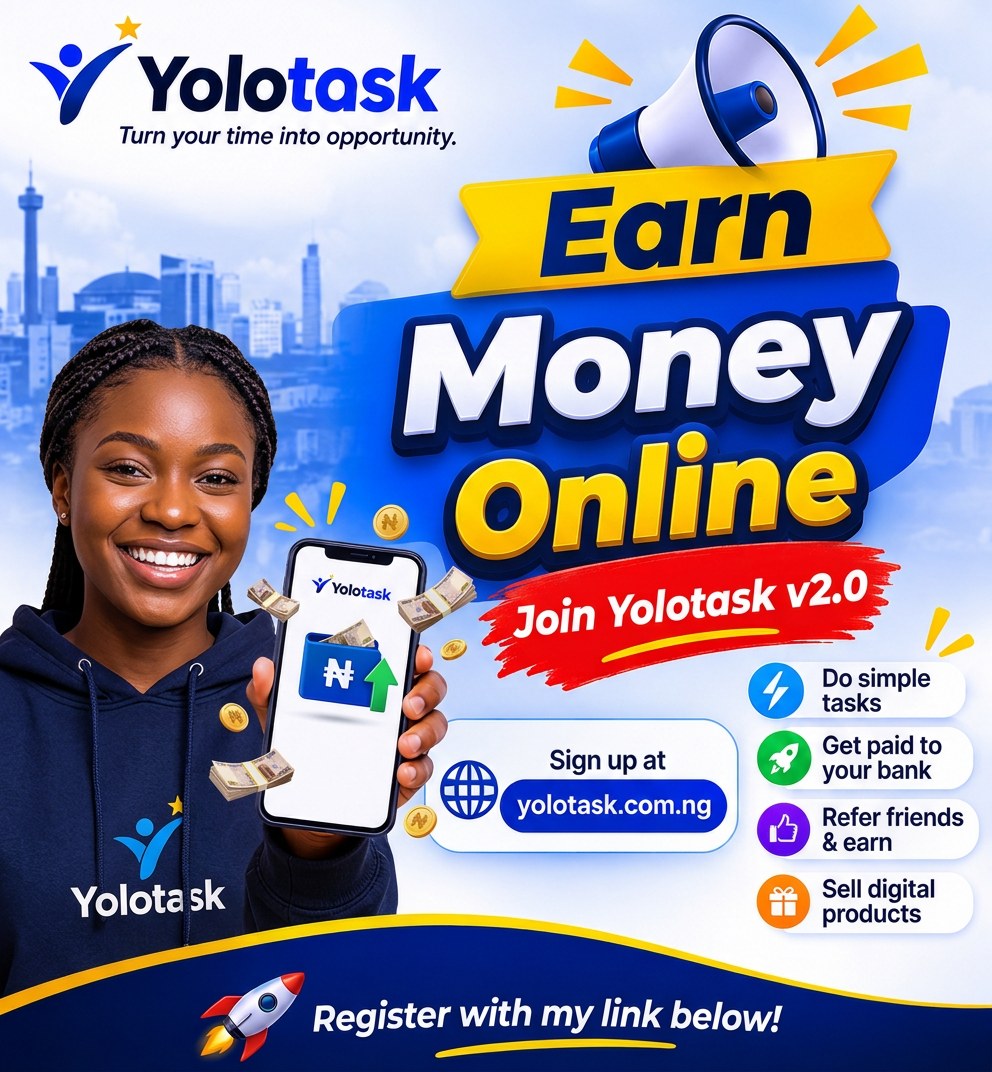 Yolotask
Turn your time into opportunity.
Earn
Money
Online
Join Yolotask v2.0
Yolotask
₦
Do simple
tasks
Get paid to
your bank
Refer friends
& earn
Sell digital
products
Sign up at
yolotask.com.ng
Yolotask
Register with my link below!